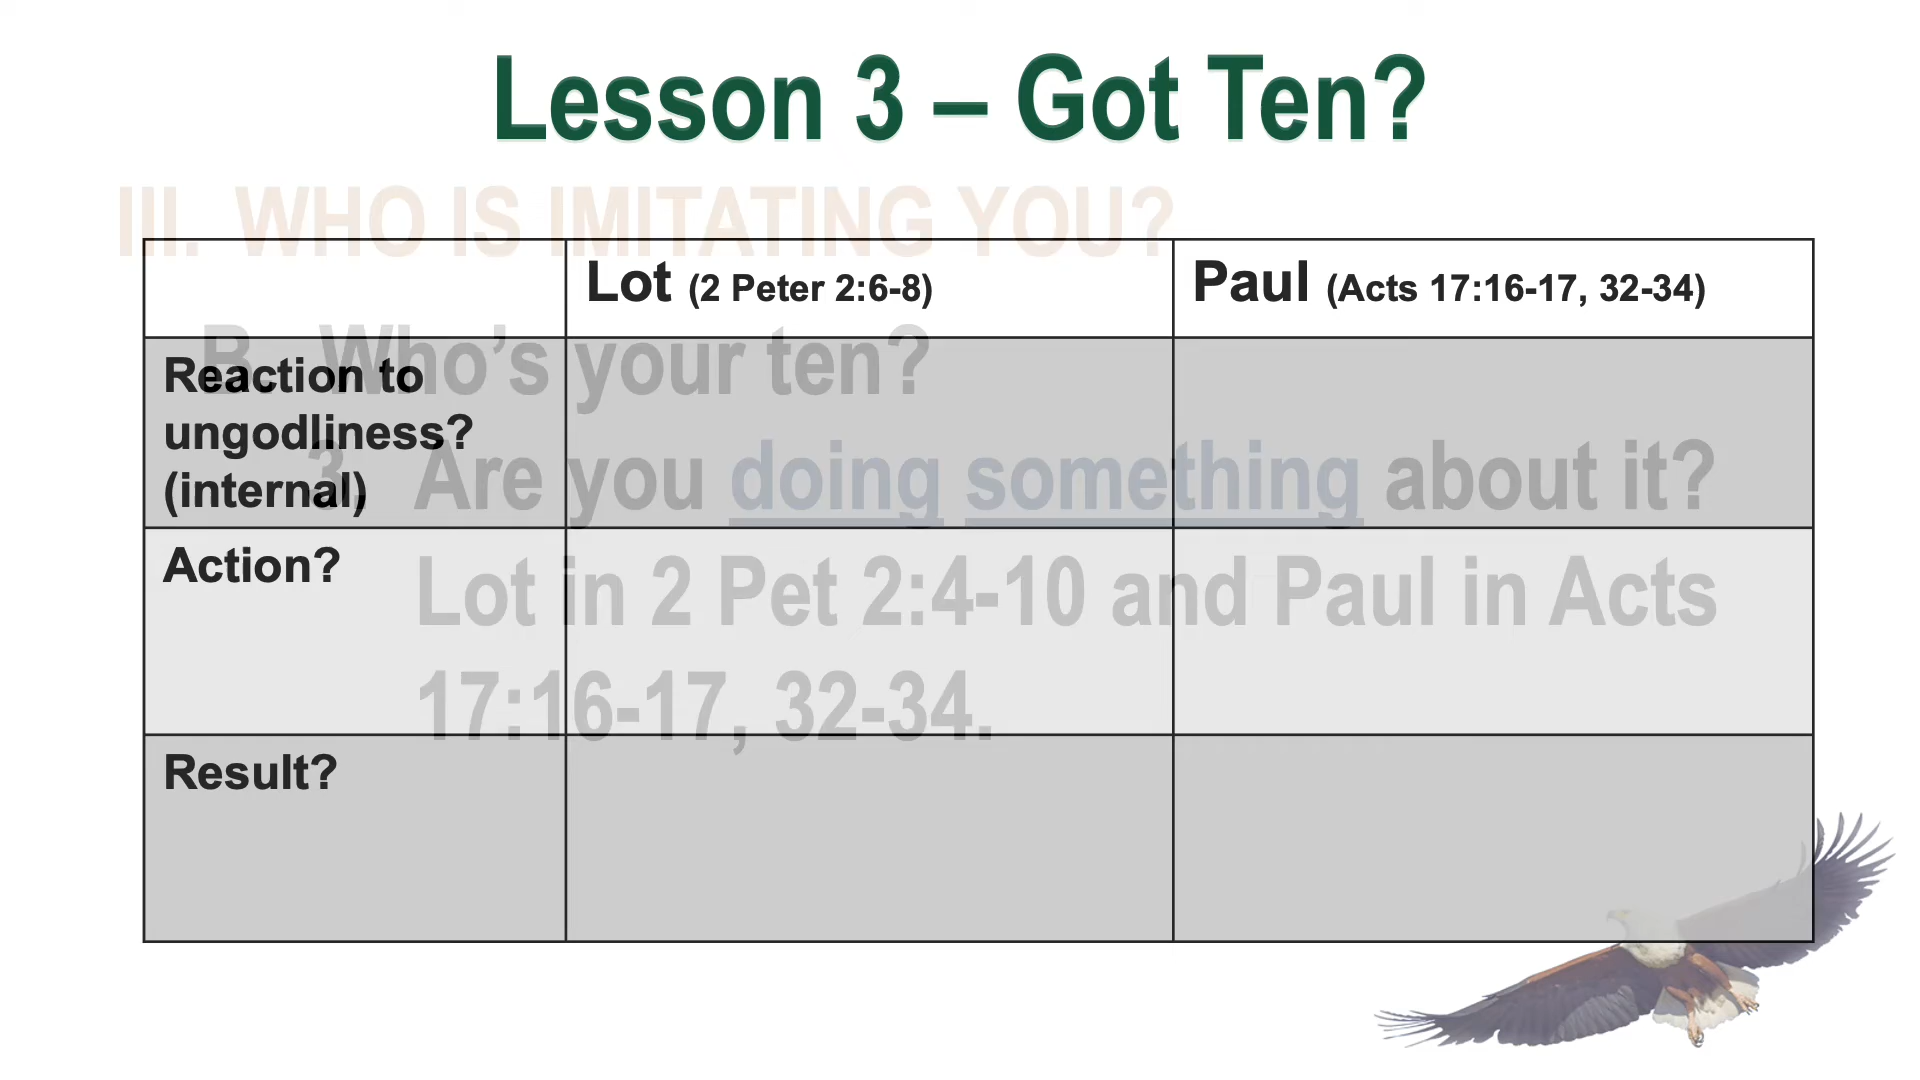 Lesson 3 – Got Ten?
III. WHO IS IMITATING YOU?
Lot (2 Peter 2:6-8)
Paul (Acts 17:16-17, 32-34)
B. Who’s your ten?
Reaction to
ungodliness?
(internal)
3. Are you doing something about it?
Action?
Lot in 2 Pet 2:4-10 and Paul in Acts
17:16-17, 32-34.
Result?